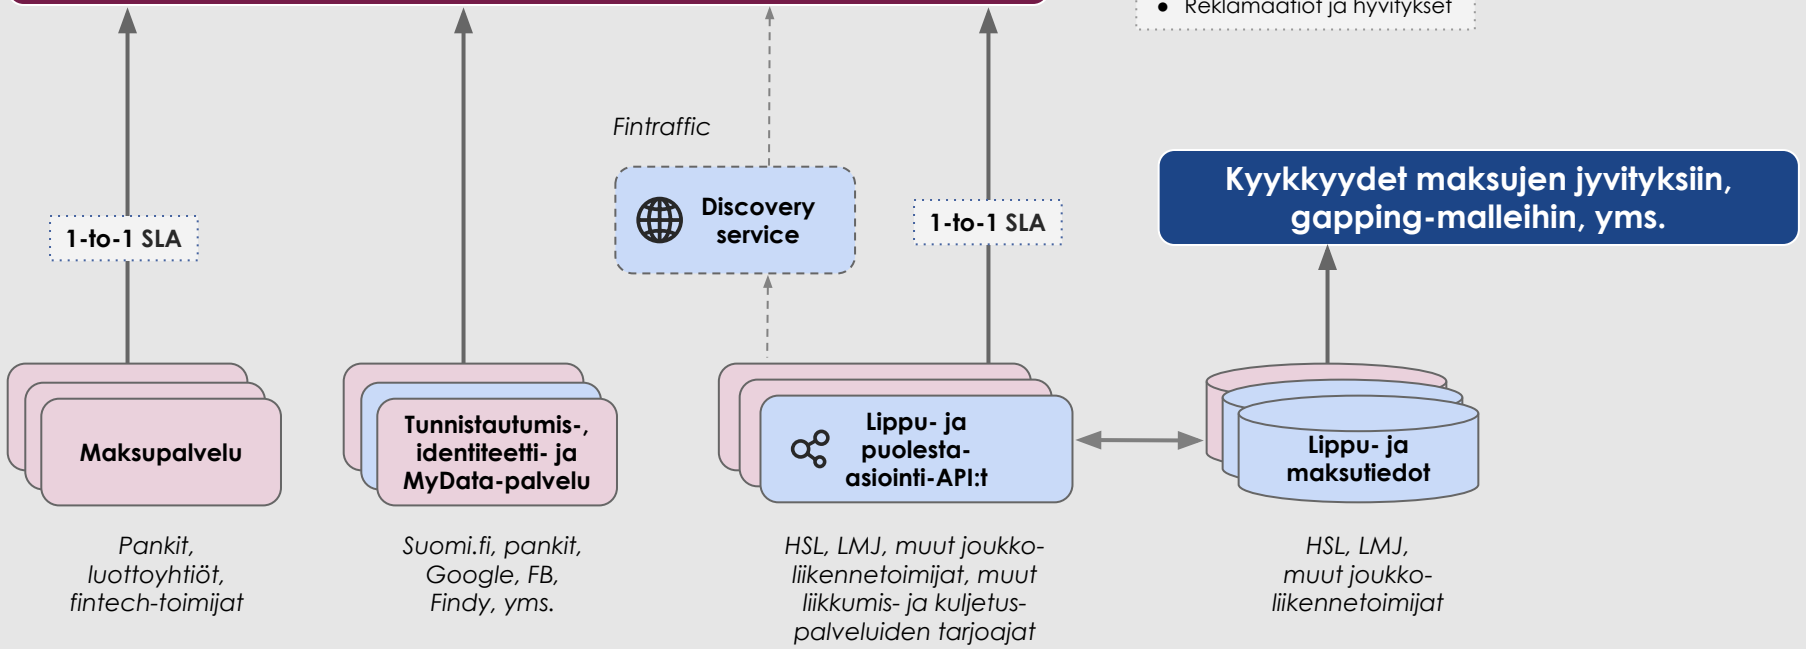 ● Reklamaatiot ja hyvitykset
Fintraffic
Kyykkyydet maksujen jyvityksiin,
gapping-malleihin, yms.
Discovery
service
1-to-1 SLA
1-to-1 SLA
Maksupalvelu
Tunnistautumis-,
identiteetti- ja
MyData-palvelu
Lippu- ja
puolesta-
asiointi-API:t
Lippu- ja
maksutiedot
Pankit,
luottoyhtiöt,
fintech-toimijat
Suomi.fi, pankit,
Google, FB,
Findy, yms.
HSL, LMJ, muut joukko-
liikennetoimijat, muut
liikkumis- ja kuljetus-
palveluiden tarjoajat
HSL, LMJ,
muut joukko-
liikennetoimijat